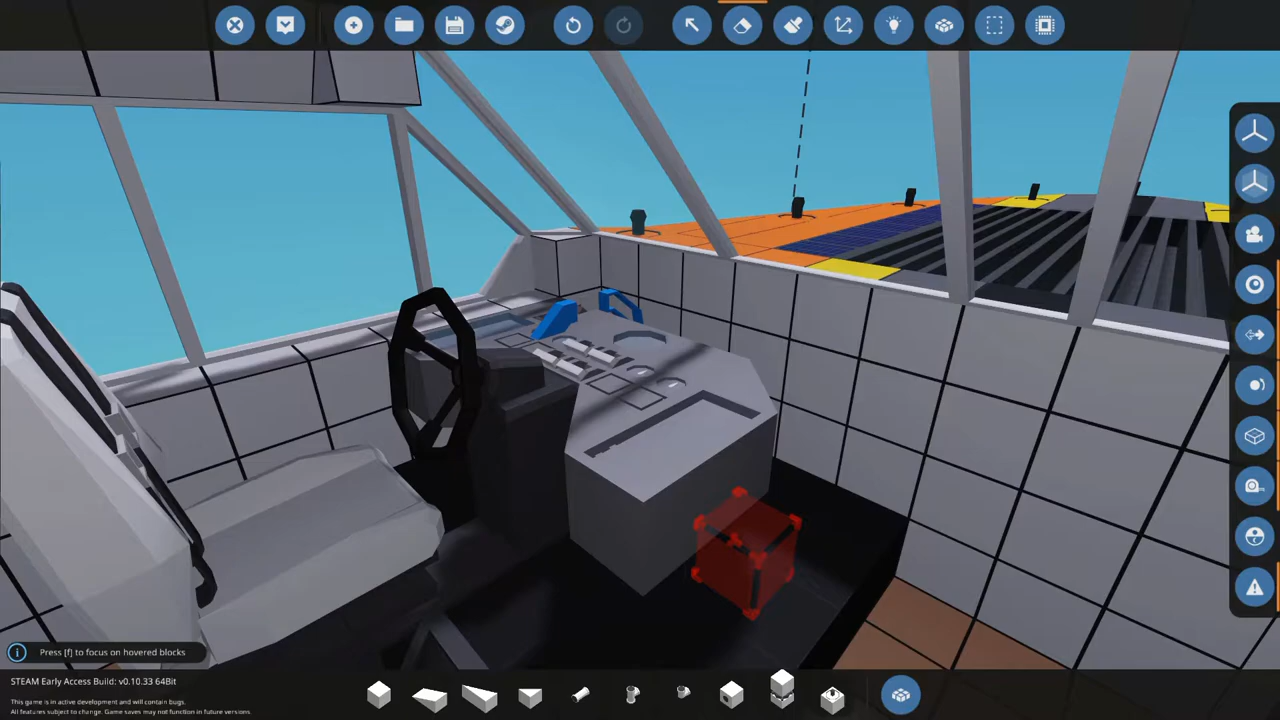 Press [f] to focus on hovered blocks
STEAM Early Access Build: v0.10.33 64Bit
This game is in active development and will contain bugs.
All features subject to change. Game saves may not function in future versions.